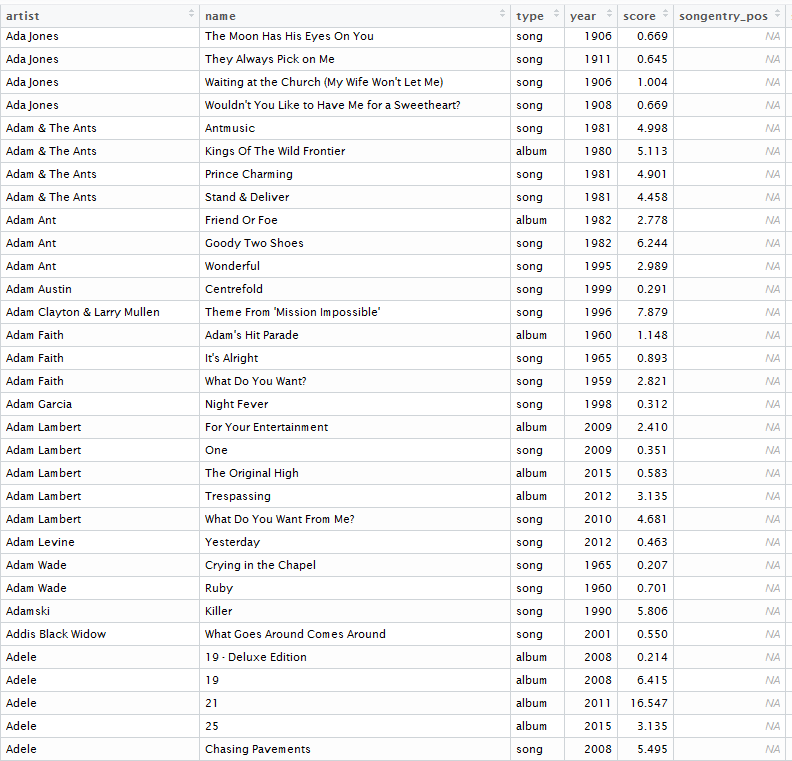 artist name type year score songentry_pos
Ada Jones The Moon Has His Eyes On You song 1906 0.669 NA
Ada Jones They Always Pick on Me song 1911 0.645 NA
Ada Jones Waiting at the Church (My Wife Won't Let Me) song 1906 1.004 NA
Ada Jones Wouldn't You Like to Have Me for a Sweetheart? song 1908 0.669 NA
Adam & The Ants Antmusic song 1981 4.998 NA
Adam & The Ants Kings Of The Wild Frontier album 1980 5.113 NA
Adam & The Ants Prince Charming song 1981 4.901 NA
Adam & The Ants Stand & Deliver song 1981 4.458 NA
Adam Ant Friend Or Foe album 1982 2.778 NA
Adam Ant Goody Two Shoes song 1982 6.244 NA
Adam Ant Wonderful song 1995 2.989 NA
Adam Austin Centrefold song 1999 0.291 NA
Adam Clayton & Larry Mullen Theme From 'Mission Impossible' song 1996 7.879 NA
Adam Faith Adam's Hit Parade album 1960 1.148 NA
Adam Faith It's Alright song 1965 0.893 NA
Adam Faith What Do You Want? song 1959 2.821 NA
Adam Garcia Night Fever song 1998 0.312 NA
Adam Lambert For Your Entertainment album 2009 2.410 NA
Adam Lambert One song 2009 0.351 NA
Adam Lambert The Original High album 2015 0.583 NA
Adam Lambert Trespassing album 2012 3.135 NA
Adam Lambert What Do You Want From Me? song 2010 4.681 NA
Adam Levine Yesterday song 2012 0.463 NA
Adam Wade Crying in the Chapel song 1965 0.207 NA
Adam Wade Ruby song 1960 0.701 NA
Adamski Killer song 1990 5.806 NA
Addis Black Widow What Goes Around Comes Around song 2001 0.550 NA
Adele 19 - Deluxe Edition album 2008 0.214 NA
Adele 19 album 2008 6.415 NA
Adele 21 album 2011 16.547 NA
Adele 25 album 2015 3.135 NA
Adele Chasing Pavements song 2008 5.495 NA